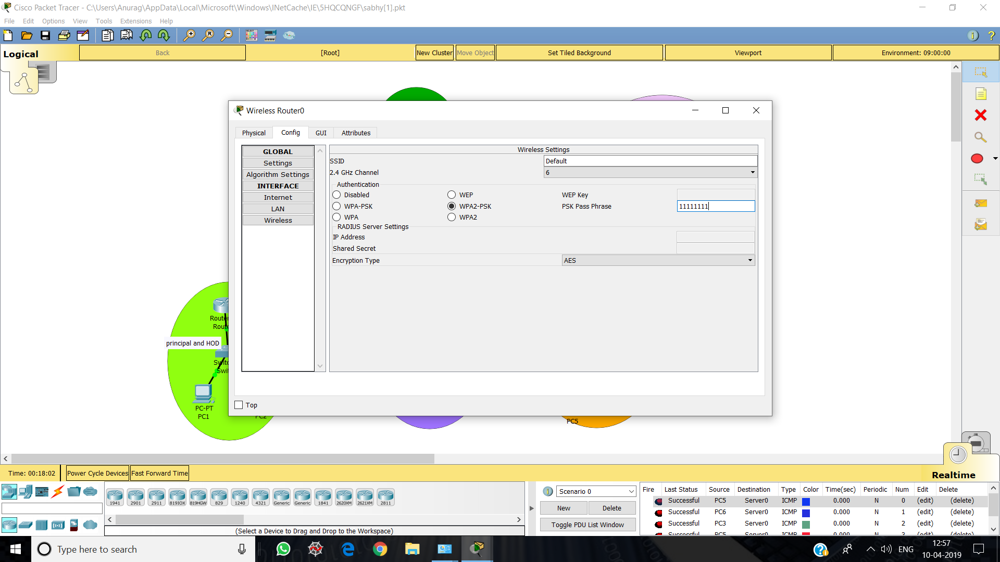 Cisco Packet Tracer - C:\Users\Anurag\AppData\Local\Microsoft\Windows\INetCache\IE\5HQCQNGF\sabhy[1].pkt
File Edit Options View Tools Extensions Help
Logical Back [Root] New Cluster Move Object Set Tiled Background Viewport Environment: 09:00:00
Wireless Router0
Physical Config GUI Attributes
GLOBAL
Settings
Algorithm Settings
INTERFACE
Internet
LAN
Wireless
Wireless Settings
SSID Default
2.4 GHz Channel 6
Authentication
Disabled WEP WEP Key
WPA-PSK WPA2-PSK PSK Pass Phrase 11111111
WPA WPA2
RADIUS Server Settings
IP Address
Shared Secret
Encryption Type AES
Top
principal and HOD
PC-PT
PC1
PC2
PC5
Time: 00:18:02 Power Cycle Devices Fast Forward Time
Realtime
1941 2901 2911 819IOX 819HGW 829 1240 4321 Generic Generic 1841 2620XM 2621XM 2811
(Select a Device to Drag and Drop to the Workspace)
Scenario 0
New Delete
Toggle PDU List Window
Fire Last Status Source Destination Type Color Time(sec) Periodic Num Edit Delete
Successful PC5 Server0 ICMP 0.000 N 0 (edit) (delete)
Successful PC6 Server0 ICMP 0.000 N 1 (edit) (delete)
Successful PC3 Server0 ICMP 0.000 N 2 (edit) (delete)
Successful PC5 Server0 ICMP 0.000 N 3 (edit) (delete)
Type here to search
ENG
12:57
10-04-2019